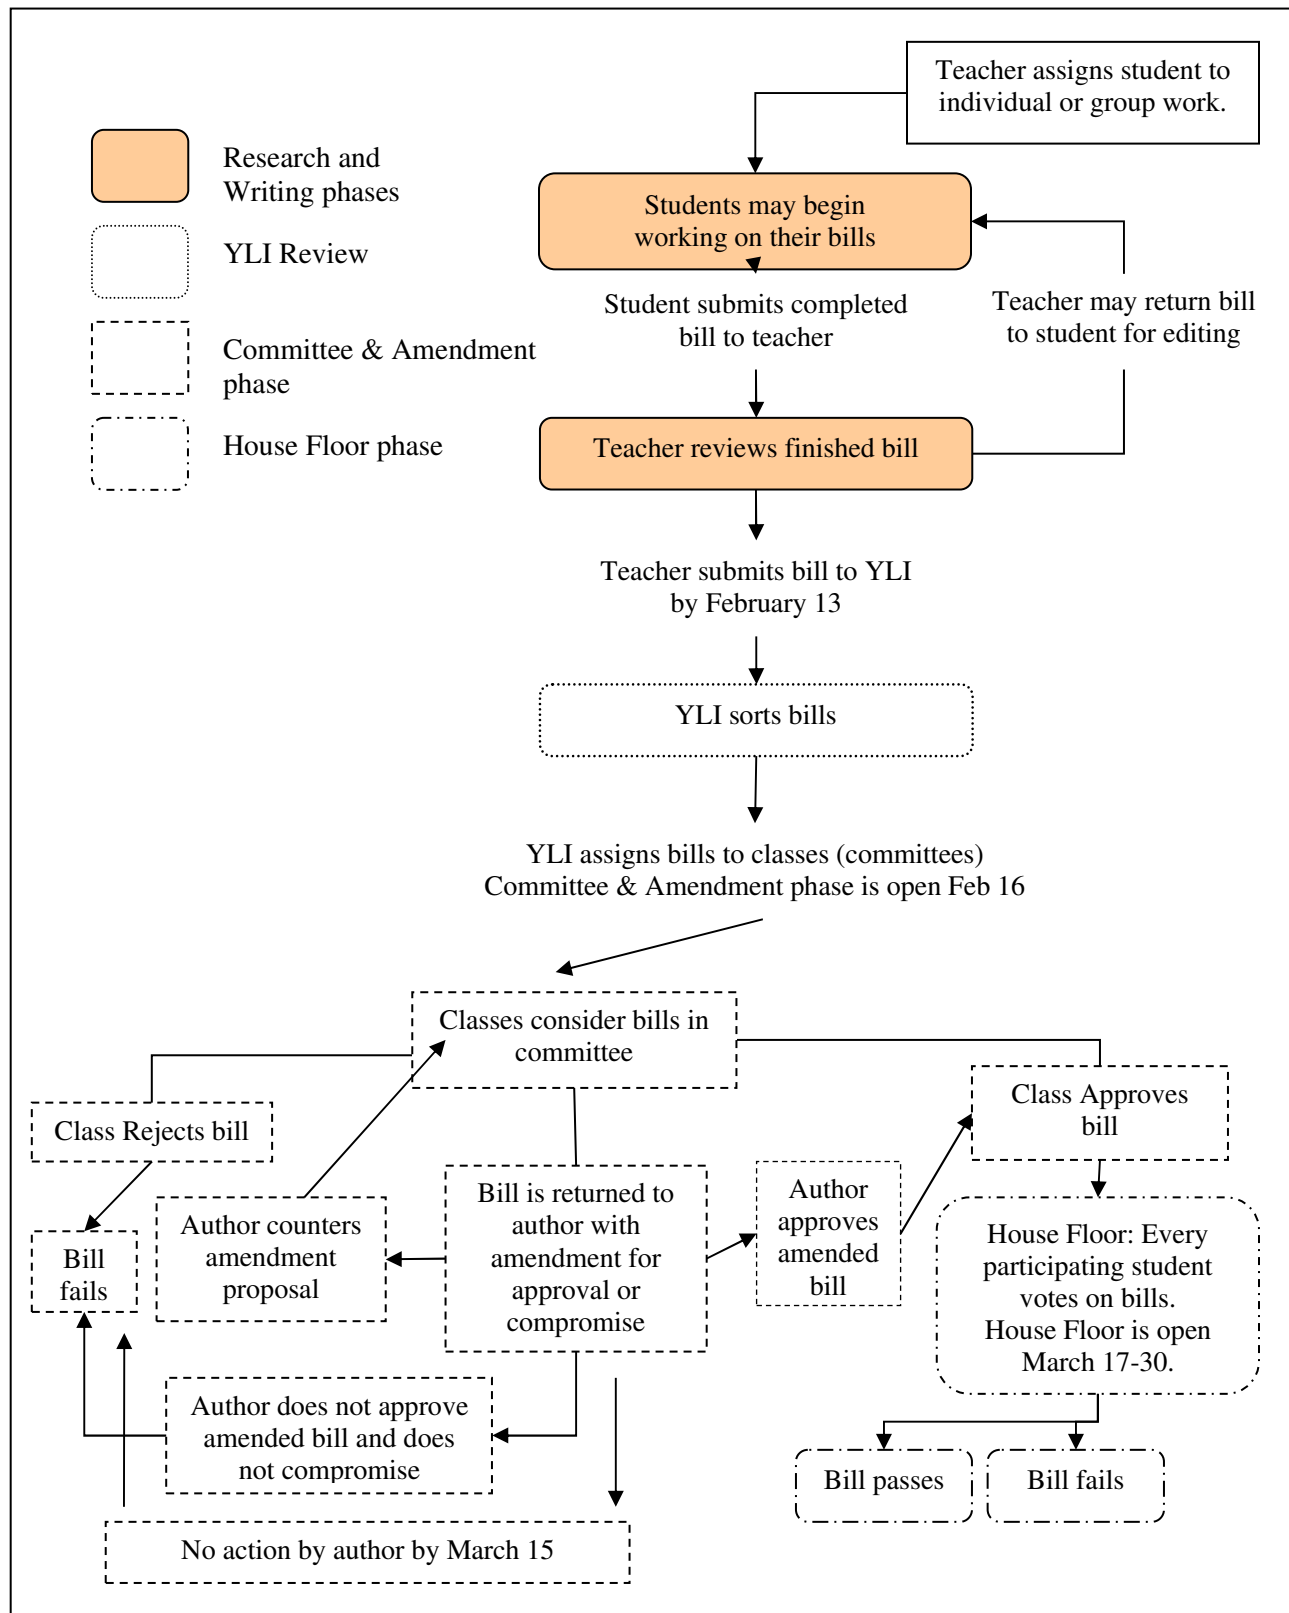 Teacher assigns student to
individual or group work.
Research and
Writing phases
YLI Review
Committee & Amendment
phase
House Floor phase
Students may begin
working on their bills
Student submits completed
bill to teacher
Teacher may return bill
to student for editing
Teacher reviews finished bill
Teacher submits bill to YLI
by February 13
YLI sorts bills
YLI assigns bills to classes (committees)
Committee & Amendment phase is open Feb 16
Classes consider bills in
committee
Class Rejects bill
Class Approves
bill
Bill
fails
Author counters
amendment
proposal
Bill is returned to
author with
amendment for
approval or
compromise
Author
approves
amended
bill
House Floor: Every
participating student
votes on bills.
House Floor is open
March 17-30.
Author does not approve
amended bill and does
not compromise
Bill passes
Bill fails
No action by author by March 15